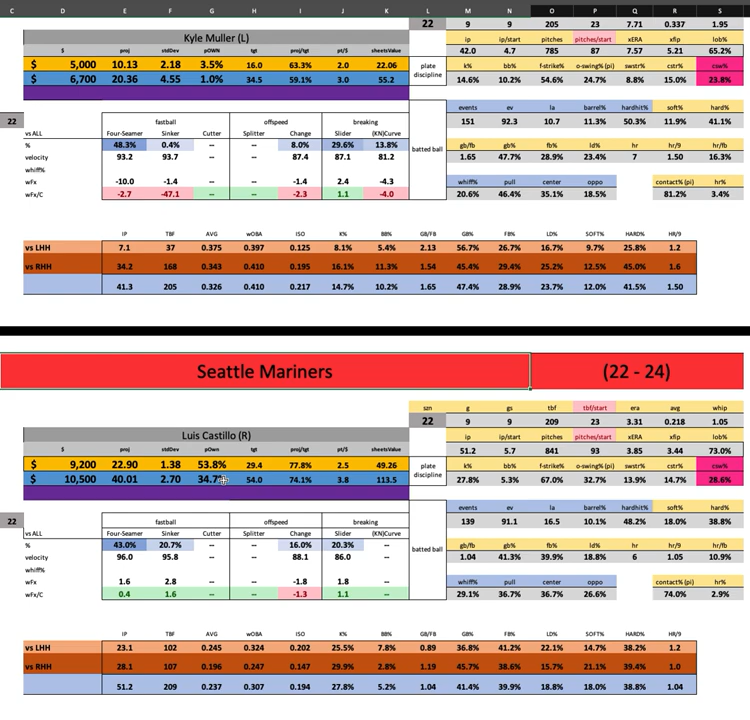 C D E F G H I J K L M N O P Q R S
22 9 9 205 23 7.71 0.337 1.95
Kyle Muller (L) ip ip/start pitches pitches/start xERA xfip lob%
$ proj stdDev pOWN tgt proj/tgt pt/$ sheetsValue 42.0 4.7 785 87 7.57 5.21 65.2%
$ 5,000 10.13 2.18 3.5% 16.0 63.3% 2.0 22.06 plate discipline k% bb% f-strike% o-swing% (pi) swstr% cstr% csw%
$ 6,700 20.36 4.55 1.0% 34.5 59.1% 3.0 55.2 14.6% 10.2% 54.6% 24.7% 8.8% 15.0% 23.8%
events ev la barrel% hardhit% soft% hard%
22 fastball offspeed breaking batted ball 151 92.3 10.7 11.3% 50.3% 11.9% 41.1%
vs ALL Four-Seamer Sinker Cutter Splitter Change Slider (KN)Curve
% 48.3% 0.4% -- -- 8.0% 29.6% 13.8% gb/fb gb% fb% ld% hr hr/9 hr/fb
velocity 93.2 93.7 -- -- 87.4 87.1 81.2 1.65 47.7% 28.9% 23.4% 7 1.50 16.3%
whiff%
wFx -10.0 -1.4 -- -- -1.4 2.4 -4.3 whiff% pull center oppo contact% (pi) hr%
wFx/C -2.7 -47.1 -- -- -2.3 1.1 -4.0 20.6% 46.4% 35.1% 18.5% 81.2% 3.4%
IP TBF AVG wOBA ISO K% BB% GB/FB GB% FB% LD% SOFT% HARD% HR/9
vs LHH 7.1 37 0.375 0.397 0.125 8.1% 5.4% 2.13 56.7% 26.7% 16.7% 9.7% 25.8% 1.2
vs RHH 34.2 168 0.343 0.410 0.195 16.1% 11.3% 1.54 45.4% 29.4% 25.2% 12.5% 45.0% 1.6
41.3 205 0.326 0.410 0.217 14.7% 10.2% 1.65 47.4% 28.9% 23.7% 12.0% 41.5% 1.50
Seattle Mariners (22 - 24)
szn g gs tbf tbf/start era avg whip
22 9 9 209 23 3.31 0.218 1.05
Luis Castillo (R) ip ip/start pitches pitches/start xERA xfip lob%
$ proj stdDev pOwn tgt proj/tgt pt/$ sheetsValue 51.2 5.7 841 93 3.85 3.44 73.0%
$ 9,200 22.90 1.38 53.8% 29.4 77.8% 2.5 49.26 plate discipline k% bb% f-strike% o-swing% (pi) swstr% cstr% csw%
$ 10,500 40.01 2.70 34.7 54.0 74.1% 3.8 113.5 27.8% 5.3% 67.0% 32.7% 13.9% 14.7% 28.6%
events ev la barrel% hardhit% soft% hard%
22 fastball offspeed breaking batted ball 139 91.1 16.5 10.1% 48.2% 18.0% 38.8%
vs ALL Four-Seamer Sinker Cutter Splitter Change Slider (KN)Curve
% 43.0% 20.7% -- -- 16.0% 20.3% -- gb/fb gb% fb% ld% hr hr/9 hr/fb
velocity 96.0 95.8 -- -- 88.1 86.0 -- 1.04 41.3% 39.9% 18.8% 6 1.05 10.9%
whiff%
wFx 1.6 2.8 -- -- -1.8 1.8 -- whiff% pull center oppo contact% (pi) hr%
wFx/C 0.4 1.6 -- -- -1.3 1.1 -- 29.1% 36.7% 36.7% 26.6% 74.0% 2.9%
IP TBF AVG wOBA ISO K% BB% GB/FB GB% FB% LD% SOFT% HARD% HR/9
vs LHH 23.1 102 0.245 0.324 0.202 25.5% 7.8% 0.89 36.8% 41.2% 22.1% 14.7% 38.2% 1.2
vs RHH 28.1 107 0.196 0.247 0.147 29.9% 2.8% 1.19 45.7% 38.6% 15.7% 21.1% 39.4% 1.0
51.2 209 0.237 0.307 0.194 27.8% 5.2% 1.04 41.4% 39.9% 18.8% 18.0% 38.8% 1.04